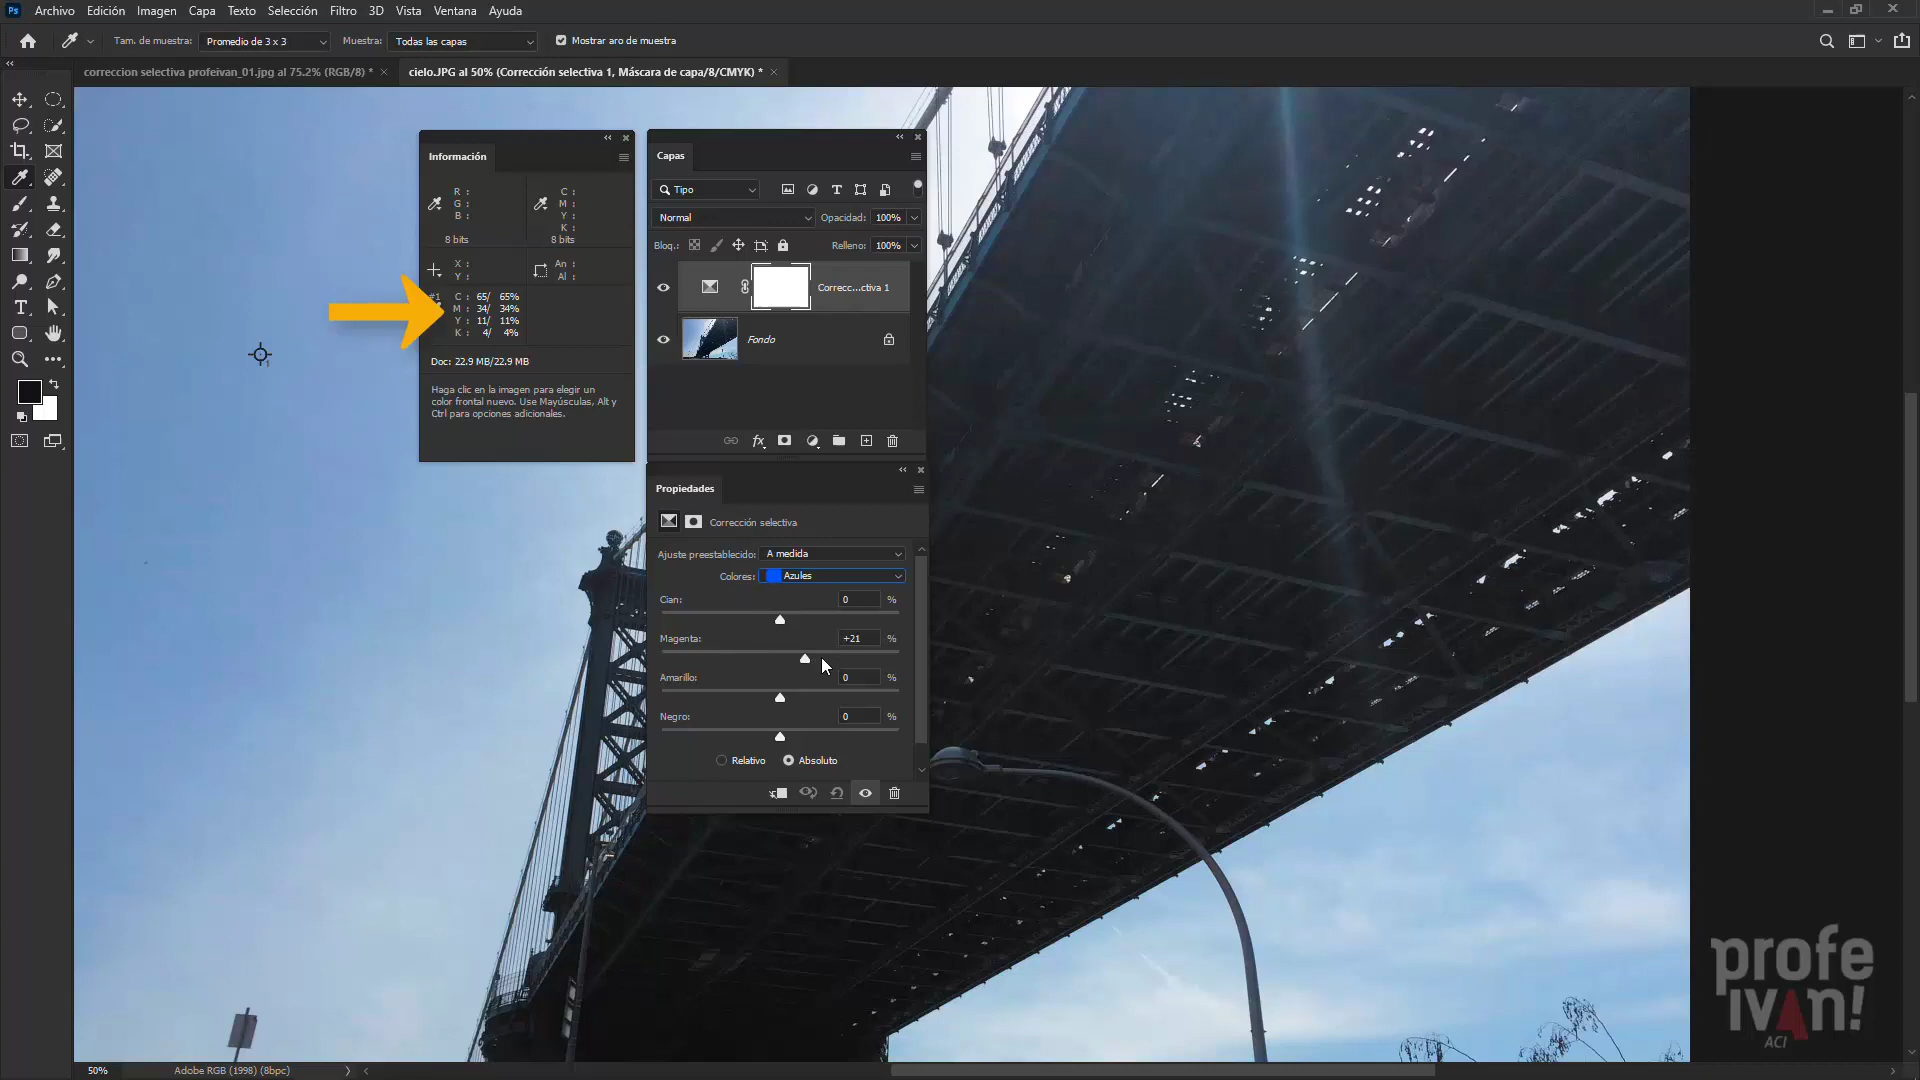 Ps Archivo Edición Imagen Capa Texto Selección Filtro 3D Vista Ventana Ayuda
Tam. de muestra: Promedio de 3 x 3 Muestra: Todas las capas Mostrar aro de muestra
correccion selectiva profeivan_01.jpg al 75.2% (RGB/8) * cielo.JPG al 50% (Corrección selectiva 1, Máscara de capa/8/CMYK) *
Información
R :
G :
B :
8 bits
C :
M :
Y :
K :
8 bits
X :
Y :
An :
Al :
#1 C : 65/ 65%
M : 34/ 34%
Y : 11/ 11%
K : 4/ 4%
Doc: 22.9 MB/22.9 MB
Haga clic en la imagen para elegir un
color frontal nuevo. Use Mayúsculas, Alt y
Ctrl para opciones adicionales.
Capas
Tipo
Normal Opacidad: 100%
Bloq.: Relleno: 100%
Correcc...ctiva 1
Fondo
fx
Propiedades
Corrección selectiva
Ajuste preestablecido: A medida
Colores: Azules
Cian: 0 %
Magenta: +21 %
Amarillo: 0 %
Negro: 0 %
Relativo Absoluto
1
profe
IVAN!
ACI
50% Adobe RGB (1998) (8bpc)